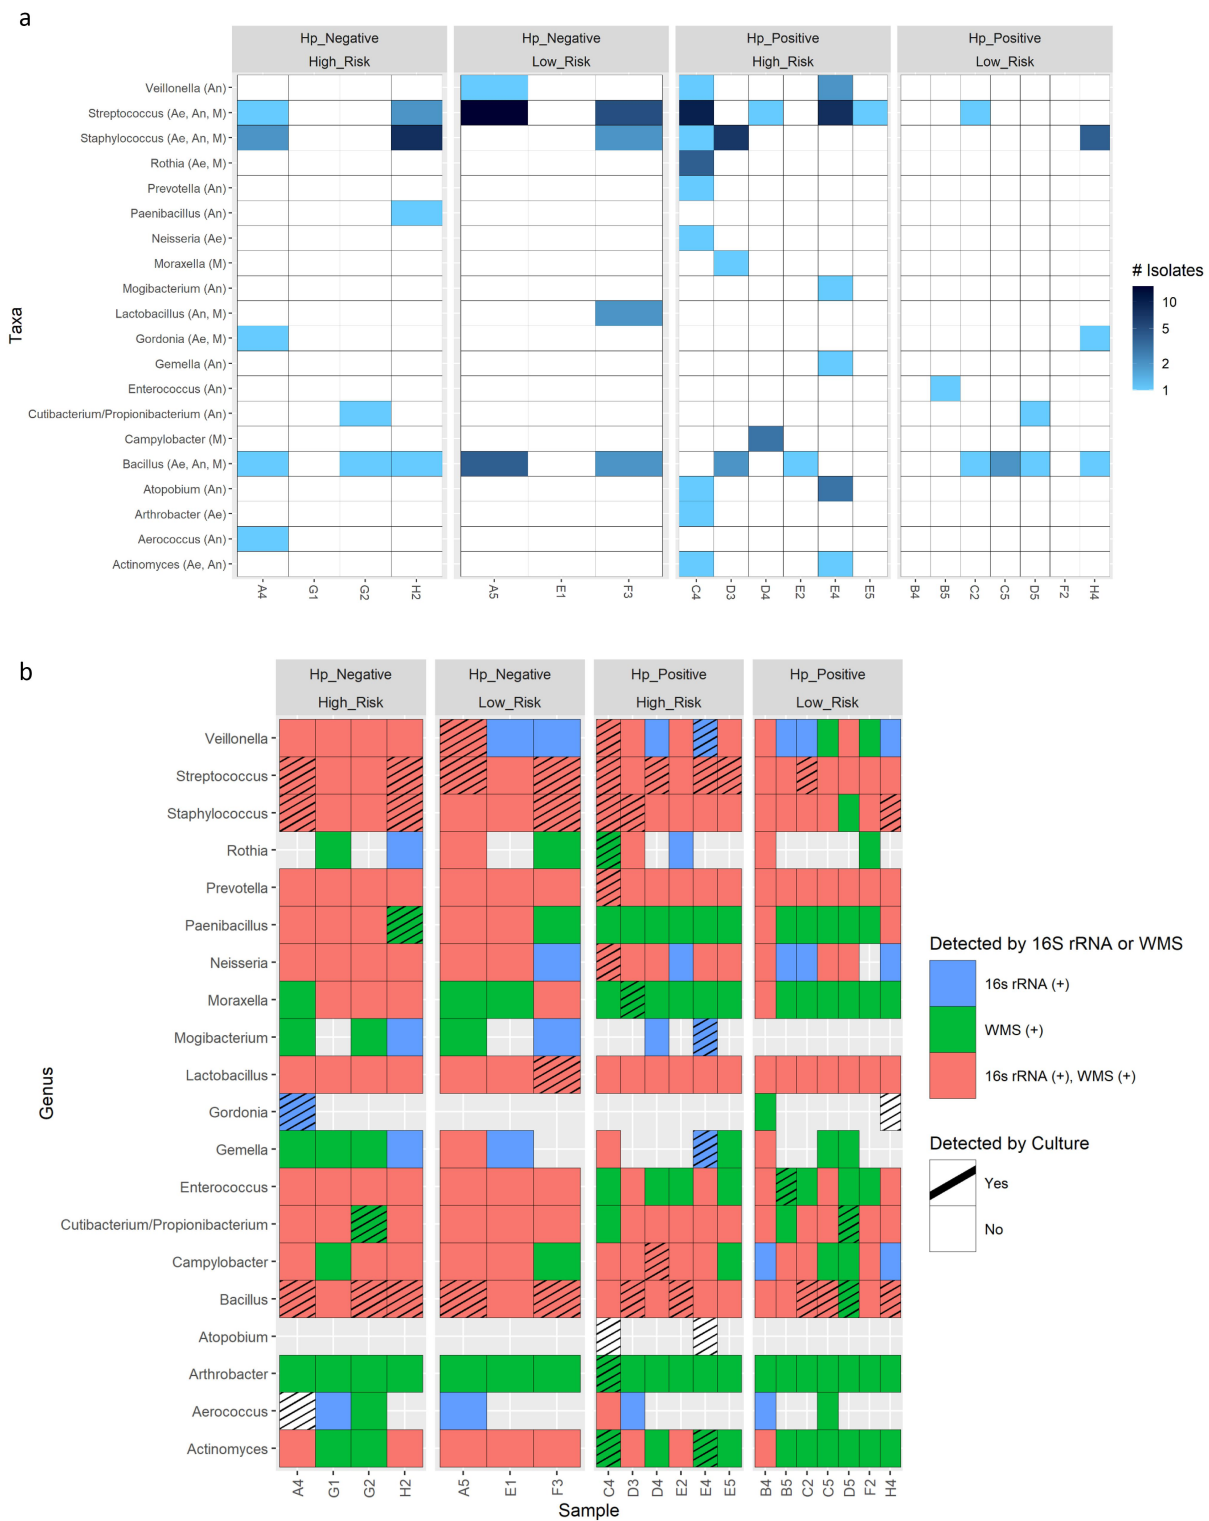 a
Hp_Negative
Hp_Negative
Hp_Positive
Hp_Positive
High_Risk
Low_Risk
High_Risk
Low_Risk
Taxa
Veillonella (An)
Streptococcus (Ae, An, M)
Staphylococcus (Ae, An, M)
Rothia (Ae, M)
Prevotella (An)
Paenibacillus (An)
Neisseria (Ae)
Moraxella (M)
Mogibacterium (An)
Lactobacillus (An, M)
Gordonia (Ae, M)
Gemella (An)
Enterococcus (An)
Cutibacterium/Propionibacterium (An)
Campylobacter (M)
Bacillus (Ae, An, M)
Atopobium (An)
Arthrobacter (Ae)
Aerococcus (An)
Actinomyces (Ae, An)
A4 G1 G2 H2 A5 E1 F3 C4 D3 D4 E2 E4 E5 B4 B5 C2 C5 D5 F2 H4
# Isolates
10
5
2
1
b
Hp_Negative
Hp_Negative
Hp_Positive
Hp_Positive
High_Risk
Low_Risk
High_Risk
Low_Risk
Genus
Veillonella
Streptococcus
Staphylococcus
Rothia
Prevotella
Paenibacillus
Neisseria
Moraxella
Mogibacterium
Lactobacillus
Gordonia
Gemella
Enterococcus
Cutibacterium/Propionibacterium
Campylobacter
Bacillus
Atopobium
Arthrobacter
Aerococcus
Actinomyces
A4 G1 G2 H2 A5 E1 F3 C4 D3 D4 E2 E4 E5 B4 B5 C2 C5 D5 F2 H4
Sample
Detected by 16S rRNA or WMS
16s rRNA (+)
WMS (+)
16s rRNA (+), WMS (+)
Detected by Culture
Yes
No